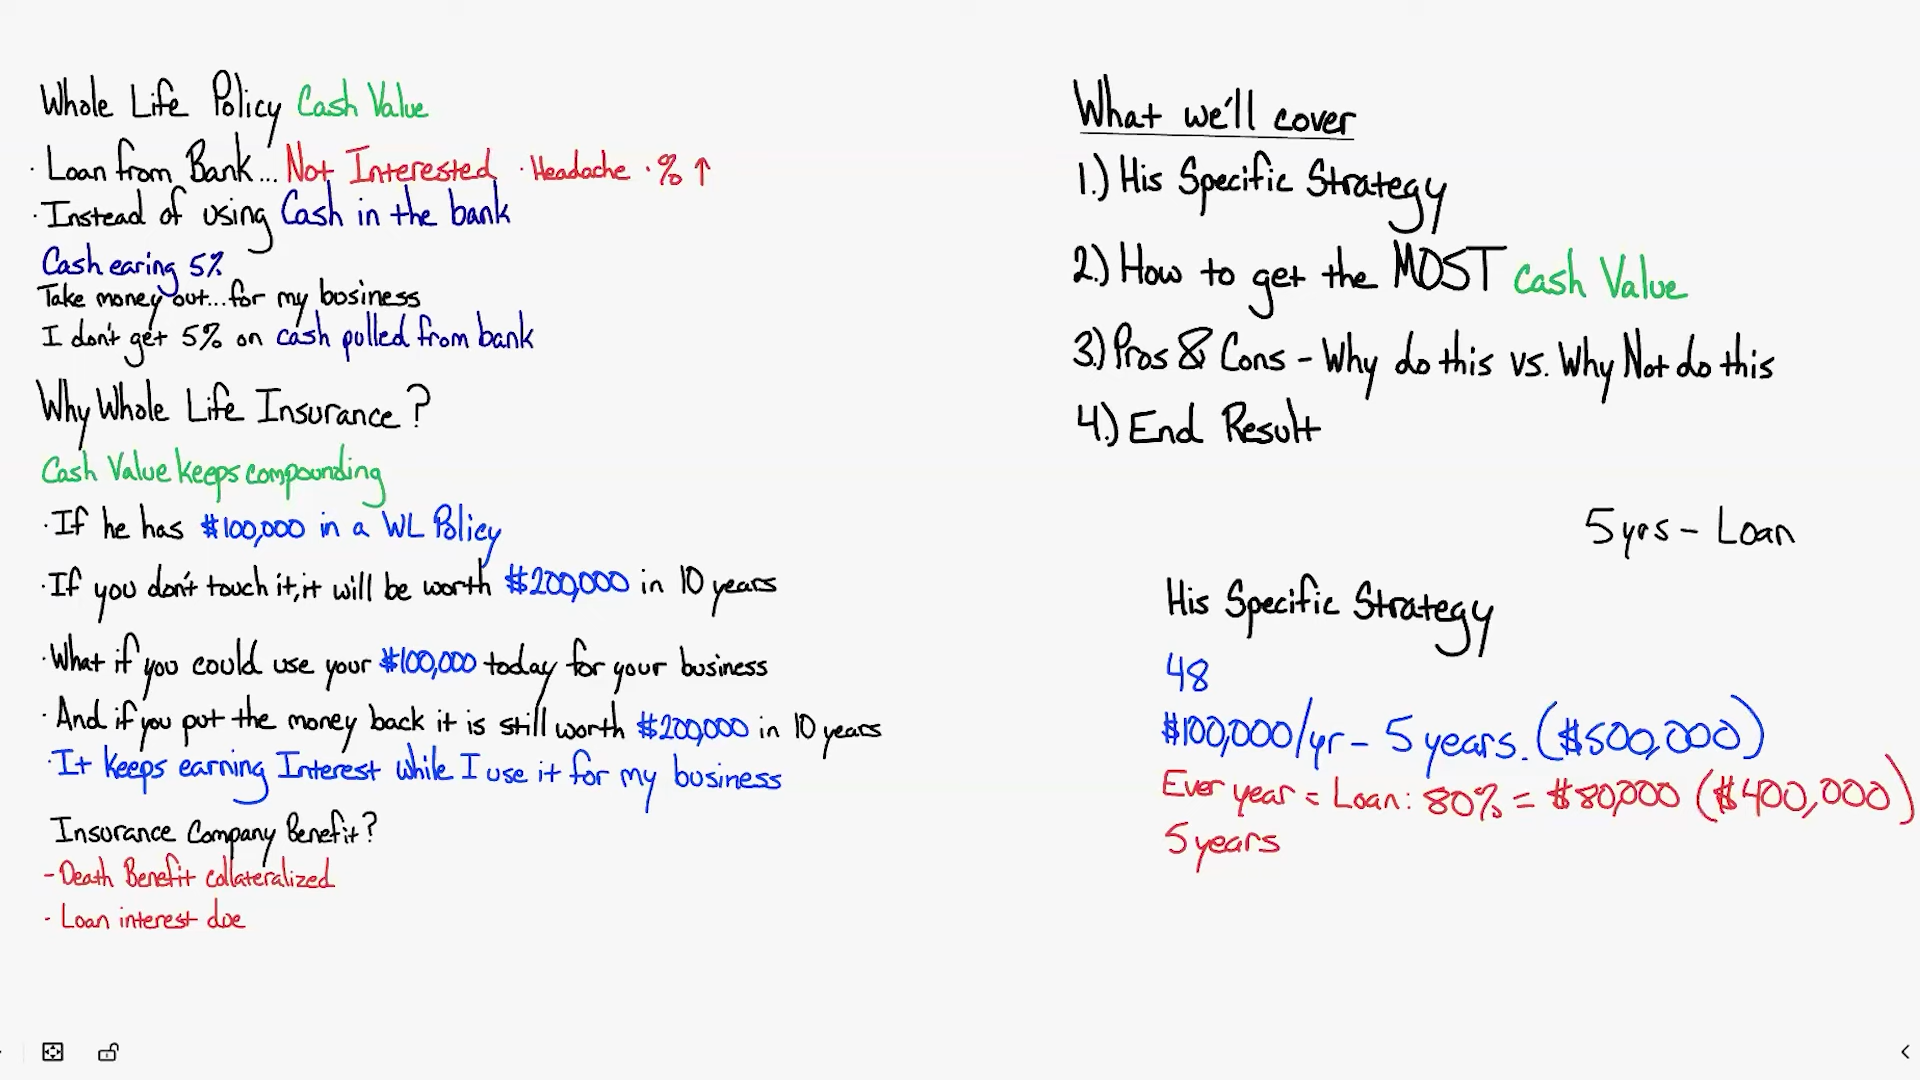 Whole Life Policy Cash Value
· Loan from Bank... Not Interested · Headache · % ↑
· Instead of using Cash in the bank
Cash earing 5%
Take money out...for my business
I don't get 5% on cash pulled from bank
Why Whole Life Insurance?
Cash Value keeps compounding
· If he has $100,000 in a WL Policy
· If you don't touch it, it will be worth $200,000 in 10 years
· What if you could use your $100,000 today for your business
· And if you put the money back it is still worth $200,000 in 10 years
· It keeps earning Interest while I use it for my business
Insurance Company Benefit?
- Death Benefit collateralized
- Loan interest due
What we'll cover
1.) His Specific Strategy
2.) How to get the MOST cash Value
3.) Pros & Cons - Why do this vs. Why Not do this
4.) End Result
5 yrs - Loan
His Specific Strategy
48
$100,000/yr - 5 years. ($500,000)
Ever year = Loan: 80% = $80,000 ($400,000)
5 years